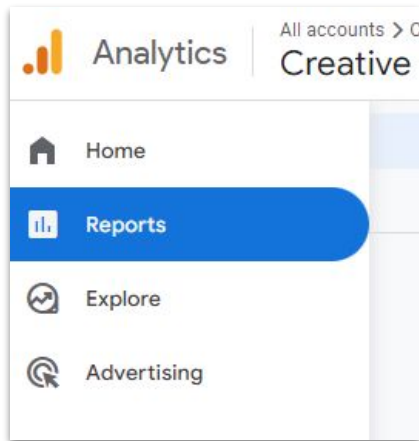 Analytics
All accounts >
Creative
Home
Reports
Explore
Advertising